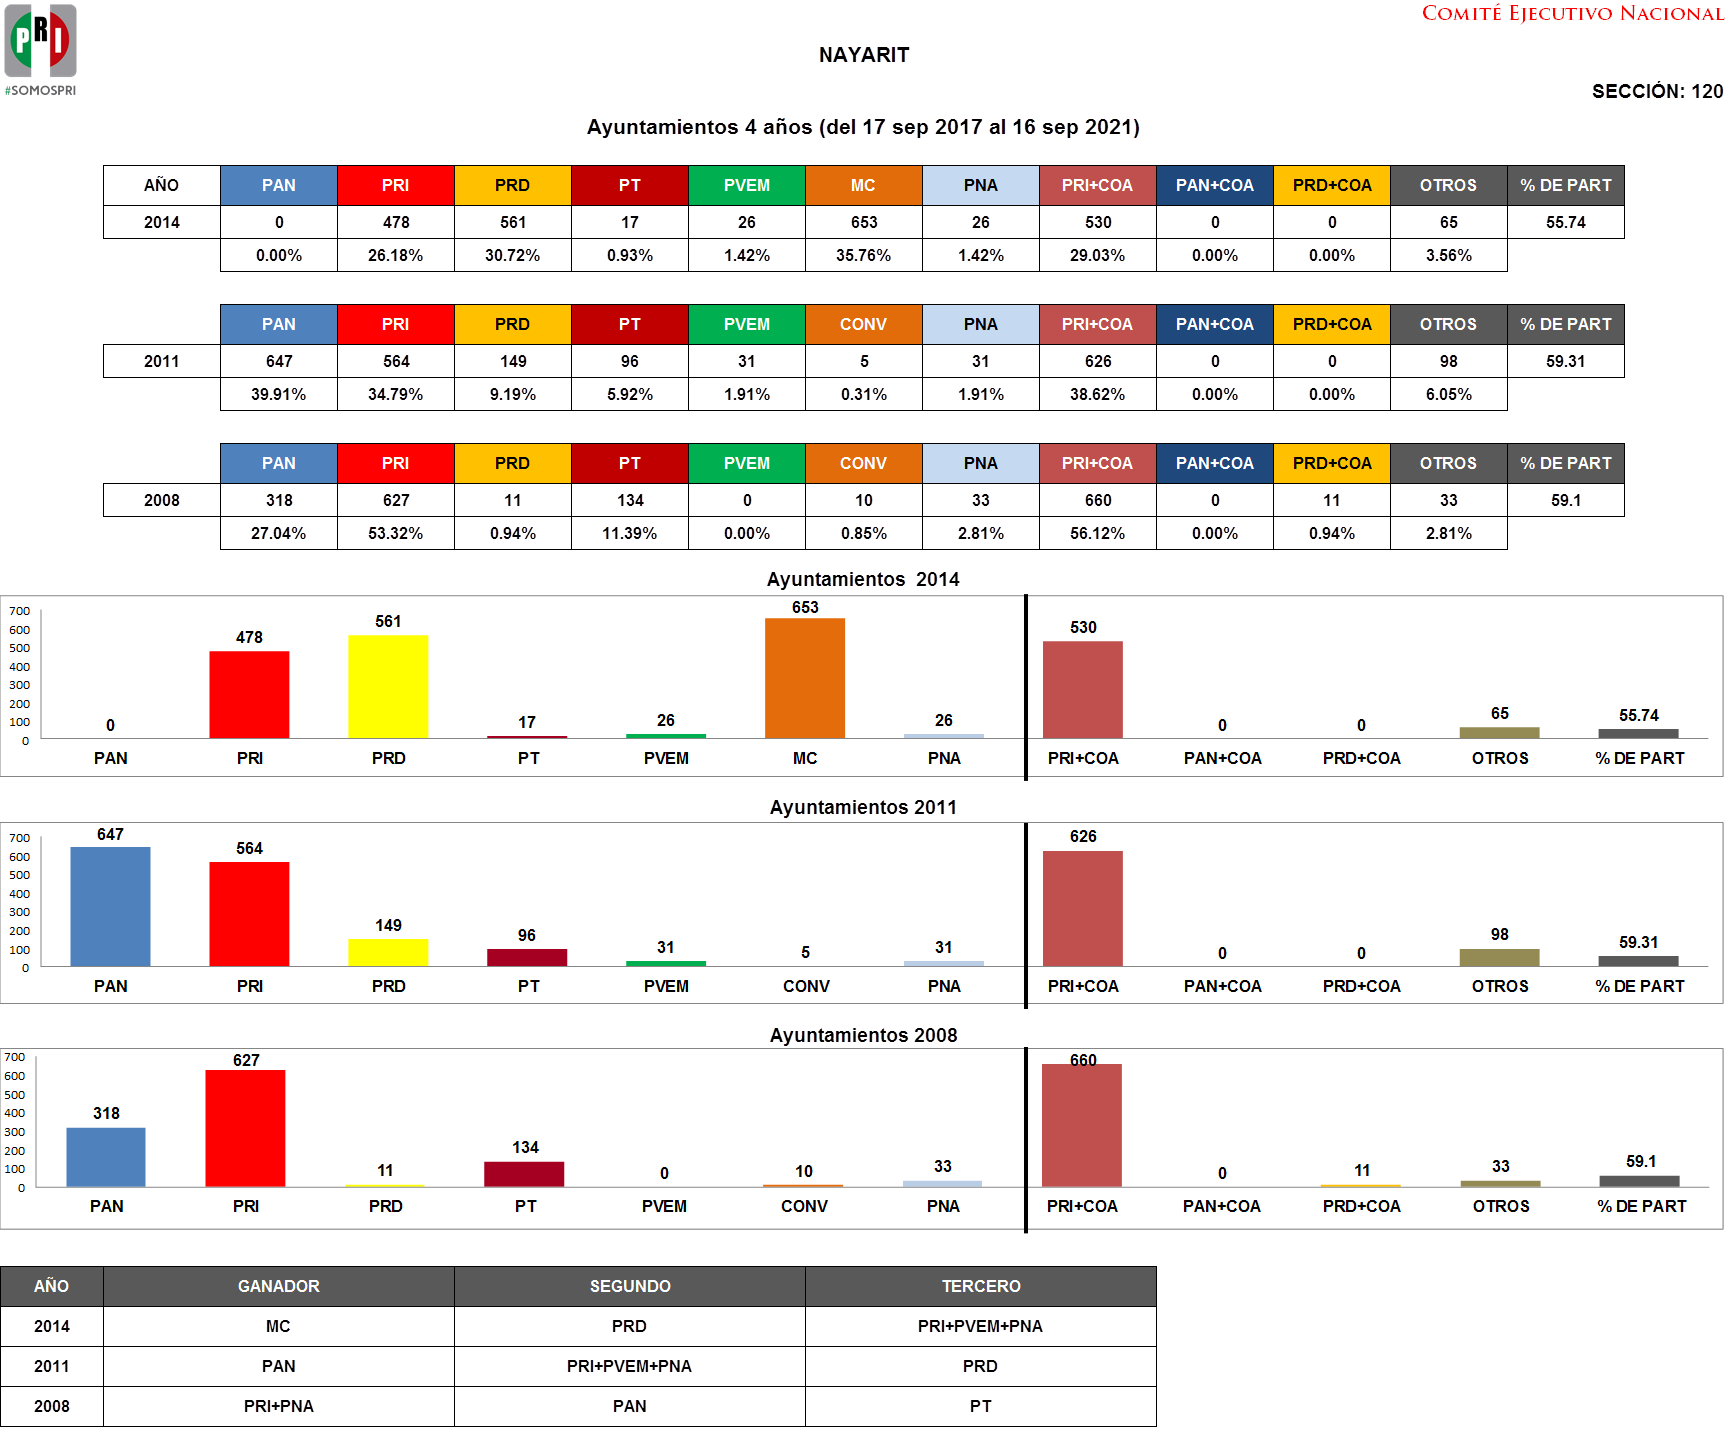 PRI
#SOMOSPRI
COMITÉ EJECUTIVO NACIONAL
NAYARIT
SECCIÓN: 120
Ayuntamientos 4 años (del 17 sep 2017 al 16 sep 2021)
AÑO PAN PRI PRD PT PVEM MC PNA PRI+COA PAN+COA PRD+COA OTROS % DE PART
2014 0 478 561 17 26 653 26 530 0 0 65 55.74
0.00% 26.18% 30.72% 0.93% 1.42% 35.76% 1.42% 29.03% 0.00% 0.00% 3.56%
PAN PRI PRD PT PVEM CONV PNA PRI+COA PAN+COA PRD+COA OTROS % DE PART
2011 647 564 149 96 31 5 31 626 0 0 98 59.31
39.91% 34.79% 9.19% 5.92% 1.91% 0.31% 1.91% 38.62% 0.00% 0.00% 6.05%
PAN PRI PRD PT PVEM CONV PNA PRI+COA PAN+COA PRD+COA OTROS % DE PART
2008 318 627 11 134 0 10 33 660 0 11 33 59.1
27.04% 53.32% 0.94% 11.39% 0.00% 0.85% 2.81% 56.12% 0.00% 0.94% 2.81%
Ayuntamientos 2014
700
600
500
400
300
200
100
0
0 478 561 17 26 653 26 530 0 0 65 55.74
PAN PRI PRD PT PVEM MC PNA PRI+COA PAN+COA PRD+COA OTROS % DE PART
Ayuntamientos 2011
700
600
500
400
300
200
100
0
647 564 149 96 31 5 31 626 0 0 98 59.31
PAN PRI PRD PT PVEM CONV PNA PRI+COA PAN+COA PRD+COA OTROS % DE PART
Ayuntamientos 2008
700
600
500
400
300
200
100
0
318 627 11 134 0 10 33 660 0 11 33 59.1
PAN PRI PRD PT PVEM CONV PNA PRI+COA PAN+COA PRD+COA OTROS % DE PART
AÑO GANADOR SEGUNDO TERCERO
2014 MC PRD PRI+PVEM+PNA
2011 PAN PRI+PVEM+PNA PRD
2008 PRI+PNA PAN PT